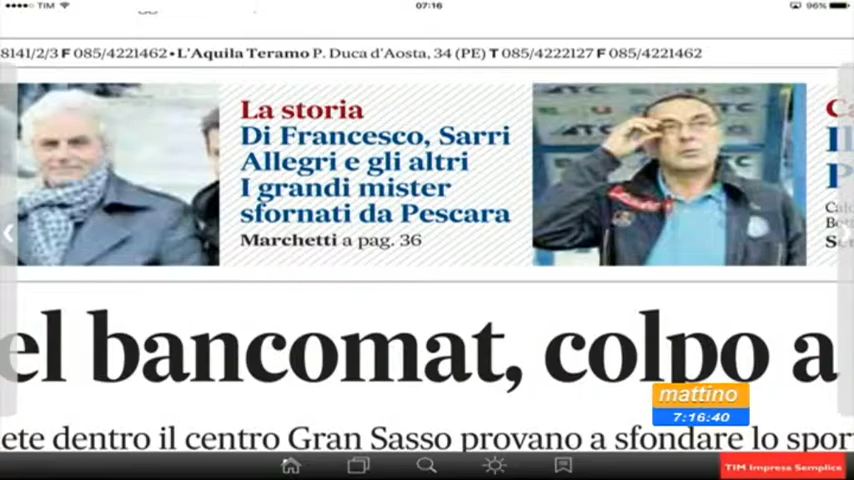 TIM
07:16
96%
8141/2/3 F 085/4221462 • L'Aquila Teramo P. Duca d'Aosta, 34 (PE) T 085/4222127 F 085/4221462
La storia
Di Francesco, Sarri
Allegri e gli altri
I grandi mister
sfornati da Pescara
Marchetti a pag. 36
el bancomat, colpo a
mattino
7:16:40
ete dentro il centro Gran Sasso provano a sfondare lo spor
TIM Impresa Semplice